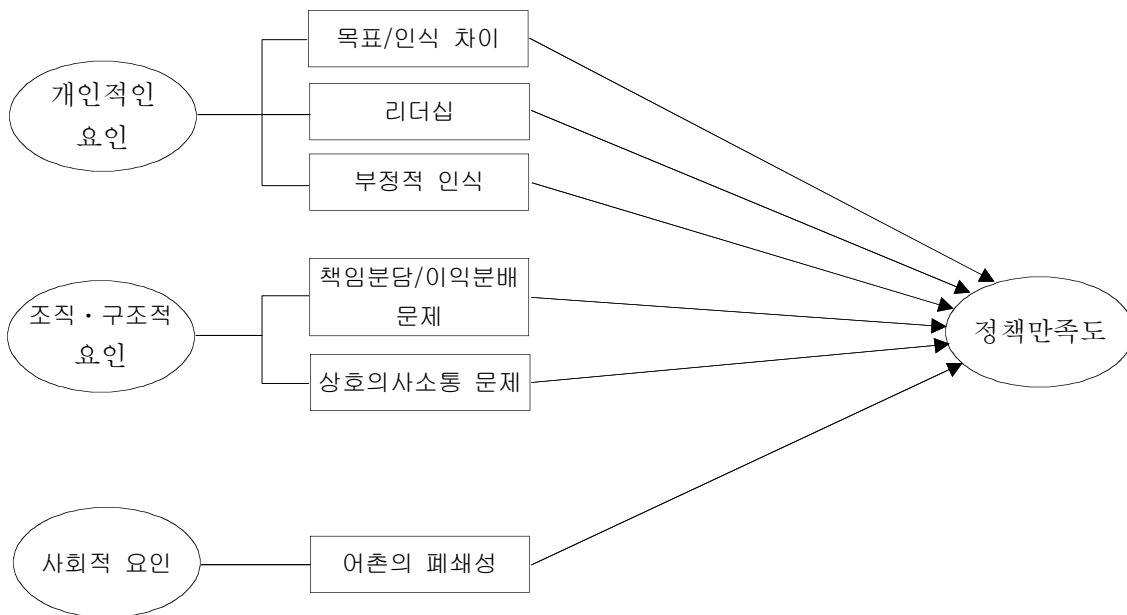 목표/인식 차이
개인적인
요인
리더십
부정적 인식
책임분담/이익분배
문제
조직・구조적
요인
상호의사소통 문제
정책만족도
사회적 요인
어촌의 폐쇄성